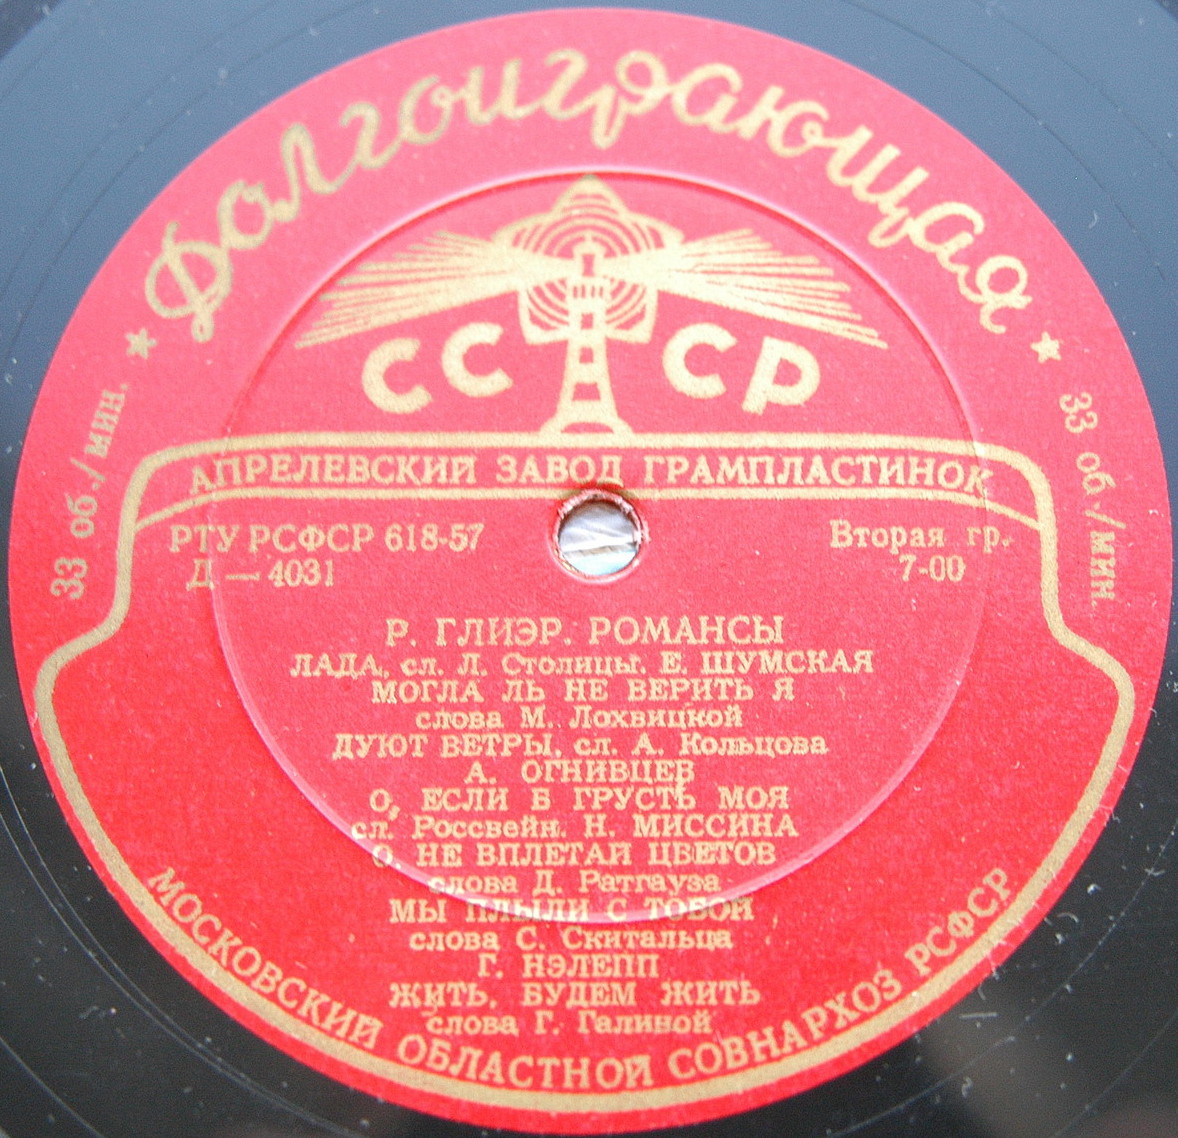 Долгоиграющая
33 об./мин.
33 об./мин.
СССР
АПРЕЛЕВСКИЙ ЗАВОД ГРАМПЛАСТИНОК
РТУ РСФСР 618-57
Вторая гр.
Д — 4031
7-00
Р. ГЛИЭР. РОМАНСЫ
ЛАДА, сл. Л. Столицы. Е. ШУМСКАЯ
МОГЛА ЛЬ НЕ ВЕРИТЬ Я
слова М. Лохвицкой
ДУЮТ ВЕТРЫ, сл. А. Кольцова
А. ОГНИВЦЕВ
О, ЕСЛИ Б ГРУСТЬ МОЯ
сл. Россвейн. Н. МИССИНА
О, НЕ ВПЛЕТАЙ ЦВЕТОВ
слова Д. Ратгауза
МЫ ПЛЫЛИ С ТОБОЙ
слова С. Скитальца
Г. НЭЛЕПП
ЖИТЬ, БУДЕМ ЖИТЬ
слова Г. Галиной
МОСКОВСКИЙ ОБЛАСТНОЙ СОВНАРХОЗ РСФСР